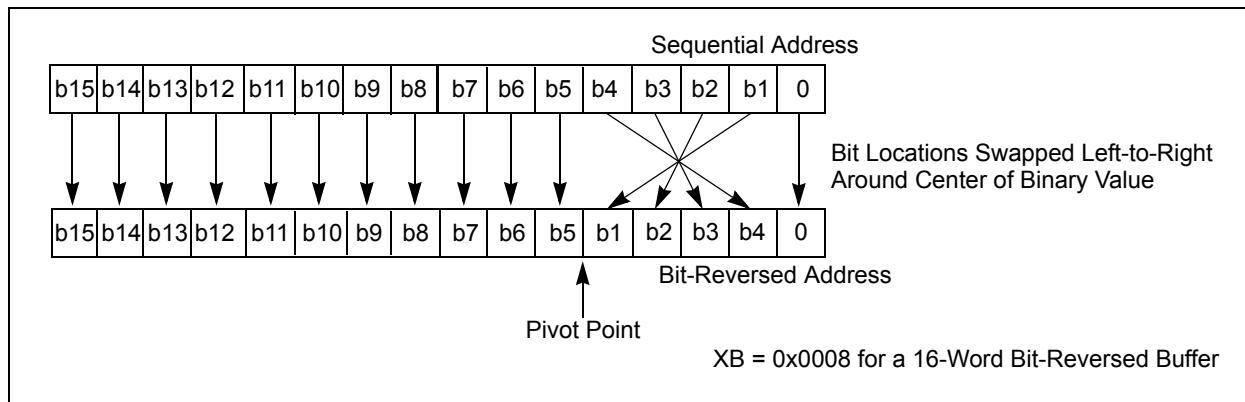 Sequential Address
b15 b14 b13 b12 b11 b10 b9 b8 b7 b6 b5 b4 b3 b2 b1 0
Bit Locations Swapped Left-to-Right
Around Center of Binary Value
b15 b14 b13 b12 b11 b10 b9 b8 b7 b6 b5 b1 b2 b3 b4 0
Bit-Reversed Address
Pivot Point
XB = 0x0008 for a 16-Word Bit-Reversed Buffer